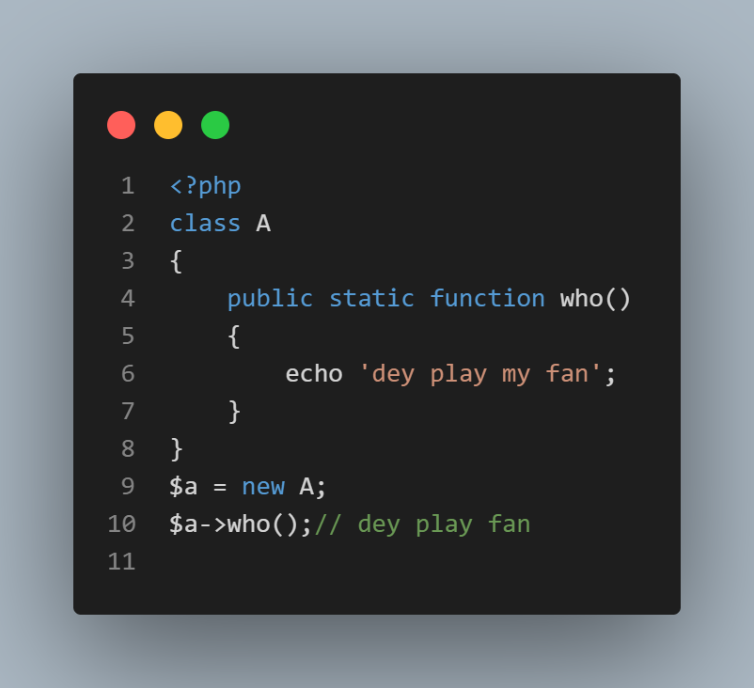 1 <?php
2 class A
3 {
4     public static function who()
5     {
6         echo 'dey play my fan';
7     }
8 }
9 $a = new A;
10 $a->who();// dey play fan
11